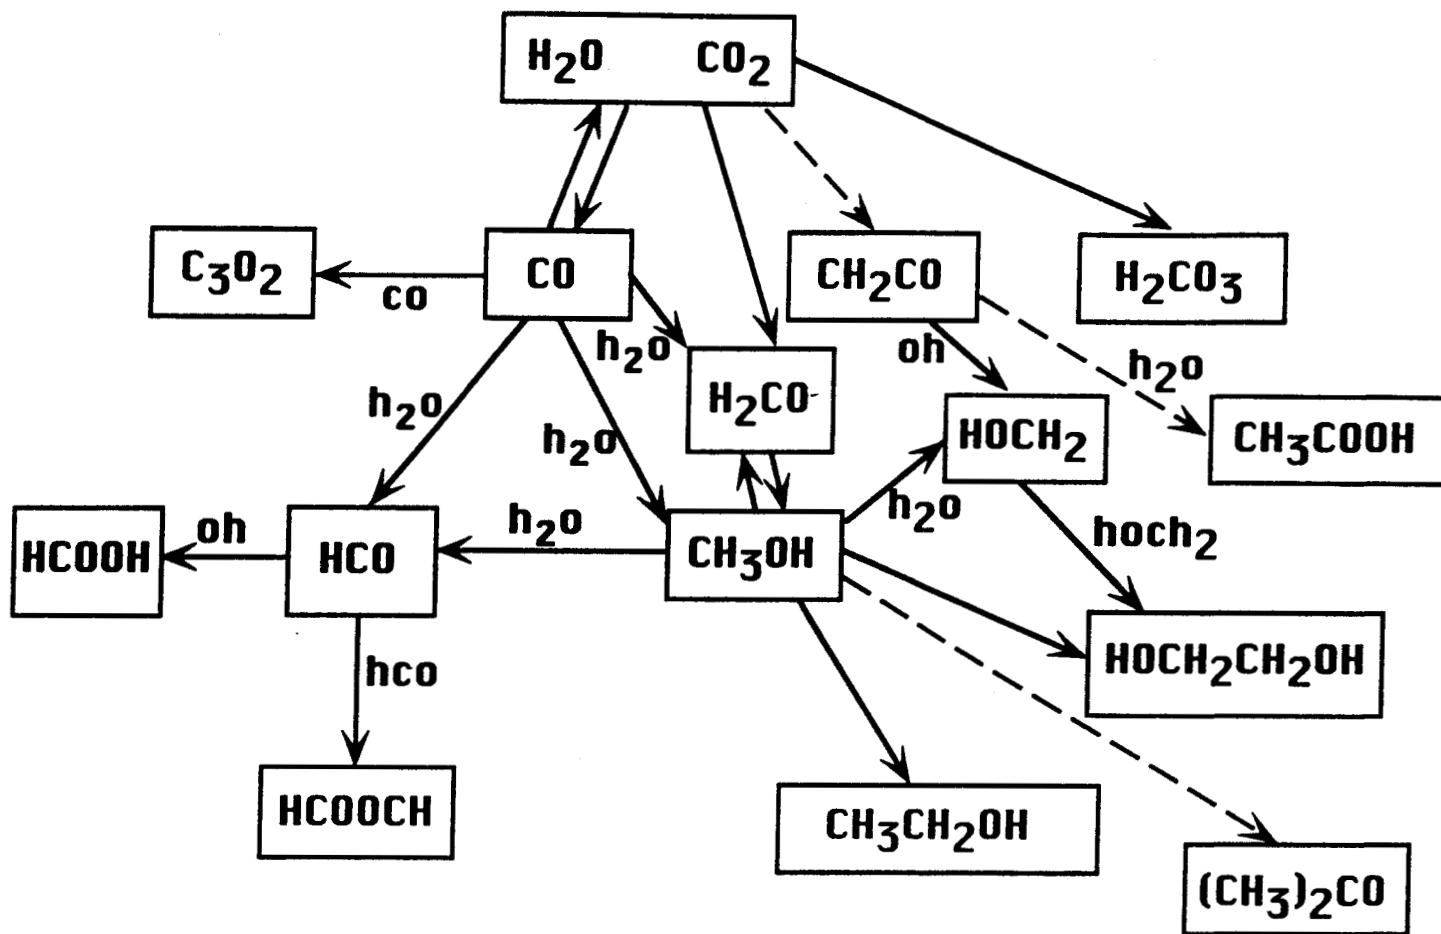 H₂O CO₂
C₃O₂
co
CO
CH₂CO
H₂CO₃
h₂o
oh
h₂o
h₂o
H₂CO
h₂o
HOCH₂
CH₃COOH
h₂o
hoch₂
HCOOH
oh
HCO
h₂o
CH₃OH
hco
HOCH₂CH₂OH
HCOOCH
CH₃CH₂OH
(CH₃)₂CO